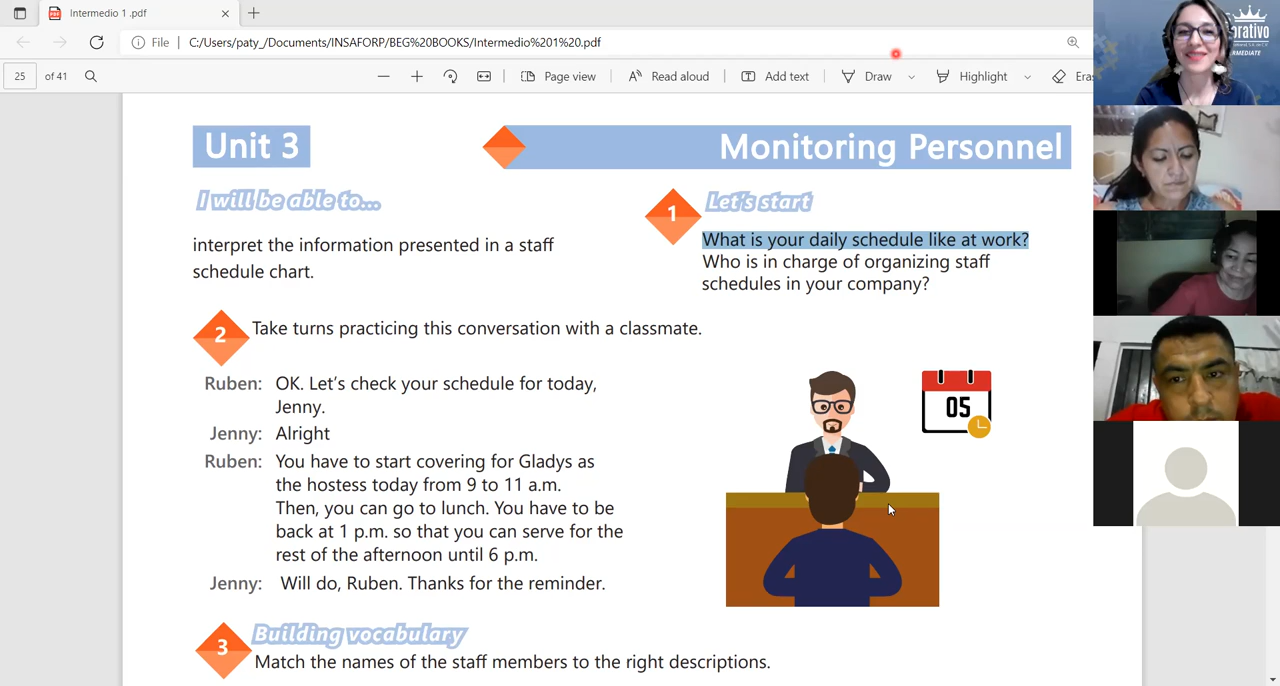 Intermedio 1 .pdf
File
C:/Users/paty_/Documents/INSAFORP/BEG%20BOOKS/Intermedio%201%20.pdf
25 of 41
Page view
Read aloud
Add text
Draw
Highlight
Eras
orativo
Unit 3
Monitoring Personnel
I will be able to...
interpret the information presented in a staff
schedule chart.
1 Let's start
What is your daily schedule like at work?
Who is in charge of organizing staff
schedules in your company?
2 Take turns practicing this conversation with a classmate.
Ruben: OK. Let's check your schedule for today,
Jenny.
Jenny: Alright
Ruben: You have to start covering for Gladys as
the hostess today from 9 to 11 a.m.
Then, you can go to lunch. You have to be
back at 1 p.m. so that you can serve for the
rest of the afternoon until 6 p.m.
Jenny: Will do, Ruben. Thanks for the reminder.
05
3 Building vocabulary
Match the names of the staff members to the right descriptions.